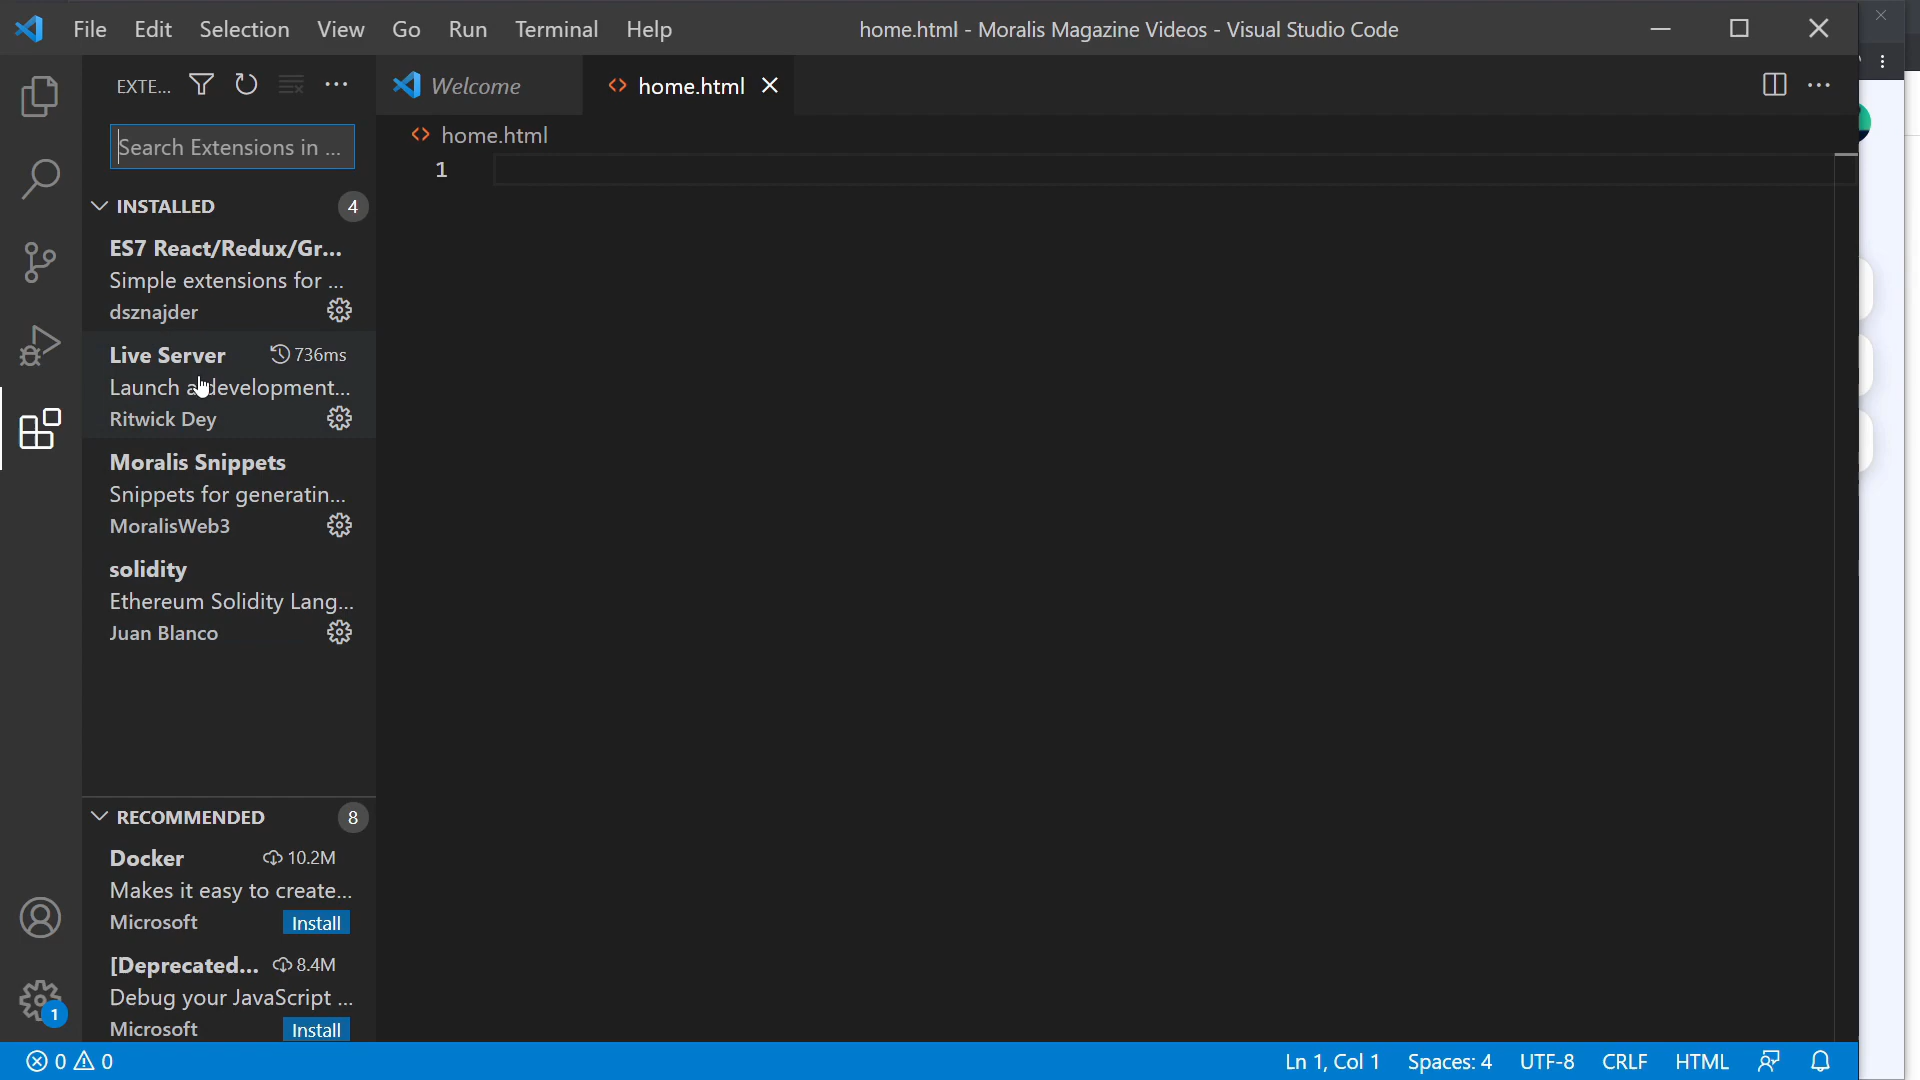 File Edit Selection View Go Run Terminal Help home.html - Moralis Magazine Videos - Visual Studio Code
EXTE...
Welcome
home.html
home.html
1
Search Extensions in ...
INSTALLED 4
ES7 React/Redux/Gr...
Simple extensions for ...
dsznajder
Live Server 736ms
Launch a development...
Ritwick Dey
Moralis Snippets
Snippets for generatin...
MoralisWeb3
solidity
Ethereum Solidity Lang...
Juan Blanco
RECOMMENDED 8
Docker 10.2M
Makes it easy to create...
Microsoft Install
[Deprecated... 8.4M
Debug your JavaScript ...
Microsoft Install
1
0 0 Ln 1, Col 1 Spaces: 4 UTF-8 CRLF HTML